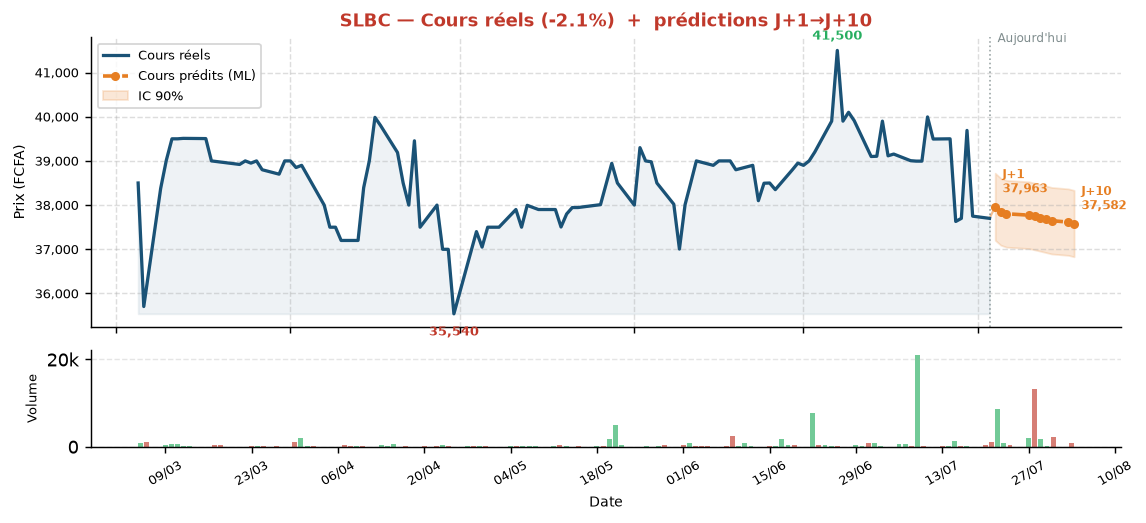 SLBC — Cours réels (-2.1%)  +  prédictions J+1→J+10
41,500
Aujourd'hui
Cours réels
Cours prédits (ML)
IC 90%
Prix (FCFA)
41,000
40,000
39,000
38,000
37,000
36,000
J+1
37,963
J+10
37,582
35,540
Volume
20k
0
09/03
23/03
06/04
20/04
04/05
18/05
01/06
15/06
29/06
13/07
27/07
10/08
Date